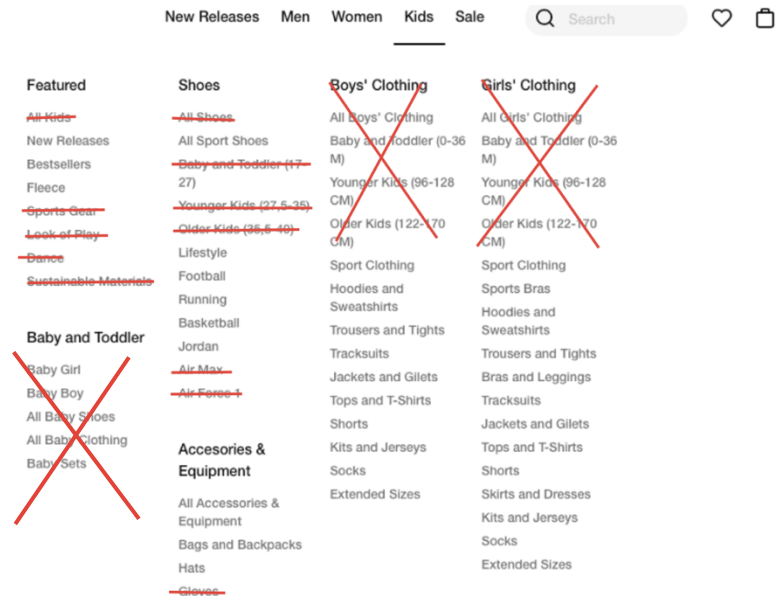 New Releases Men Women Kids Sale Search
Featured
All Kids
New Releases
Bestsellers
Fleece
Sports Gear
Look of Play
Dance
Sustainable Materials
Baby and Toddler
Baby Girl
Baby Boy
All Baby Shoes
All Baby Clothing
Baby Sets
Shoes
All Shoes
All Sport Shoes
Baby and Toddler (17-
27)
Younger Kids (27,5-35)
Older Kids (35,5-40)
Lifestyle
Football
Running
Basketball
Jordan
Air Max
Air Force 1
Accesories &
Equipment
All Accessories &
Equipment
Bags and Backpacks
Hats
Gloves
Boys' Clothing
All Boys' Clothing
Baby and Toddler (0-36
M)
Younger Kids (96-128
CM)
Older Kids (122-170
CM)
Sport Clothing
Hoodies and
Sweatshirts
Trousers and Tights
Tracksuits
Jackets and Gilets
Tops and T-Shirts
Shorts
Kits and Jerseys
Socks
Extended Sizes
Girls' Clothing
All Girls' Clothing
Baby and Toddler (0-36
M)
Younger Kids (96-128
CM)
Older Kids (122-170
CM)
Sport Clothing
Sports Bras
Hoodies and
Sweatshirts
Trousers and Tights
Bras and Leggings
Tracksuits
Jackets and Gilets
Tops and T-Shirts
Shorts
Skirts and Dresses
Kits and Jerseys
Socks
Extended Sizes